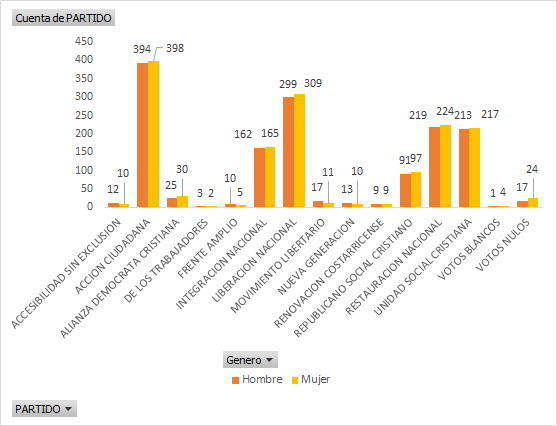 Cuenta de PARTIDO
450
400
350
300
250
200
150
100
50
0
12 10
394 398
25 30
3 2
10 5
162 165
299 309
17 11
13 10
9 9
91 97
219 224
213 217
1 4
17 24
ACCESIBILIDAD SIN EXCLUSION
ACCION CIUDADANA
ALIANZA DEMOCRATA CRISTIANA
DE LOS TRABAJADORES
FRENTE AMPLIO
INTEGRACION NACIONAL
LIBERACION NACIONAL
MOVIMIENTO LIBERTARIO
NUEVA GENERACION
RENOVACION COSTARRICENSE
REPUBLICANO SOCIAL CRISTIANO
RESTAURACION NACIONAL
UNIDAD SOCIAL CRISTIANA
VOTOS BLANCOS
VOTOS NULOS
Genero
Hombre Mujer
PARTIDO